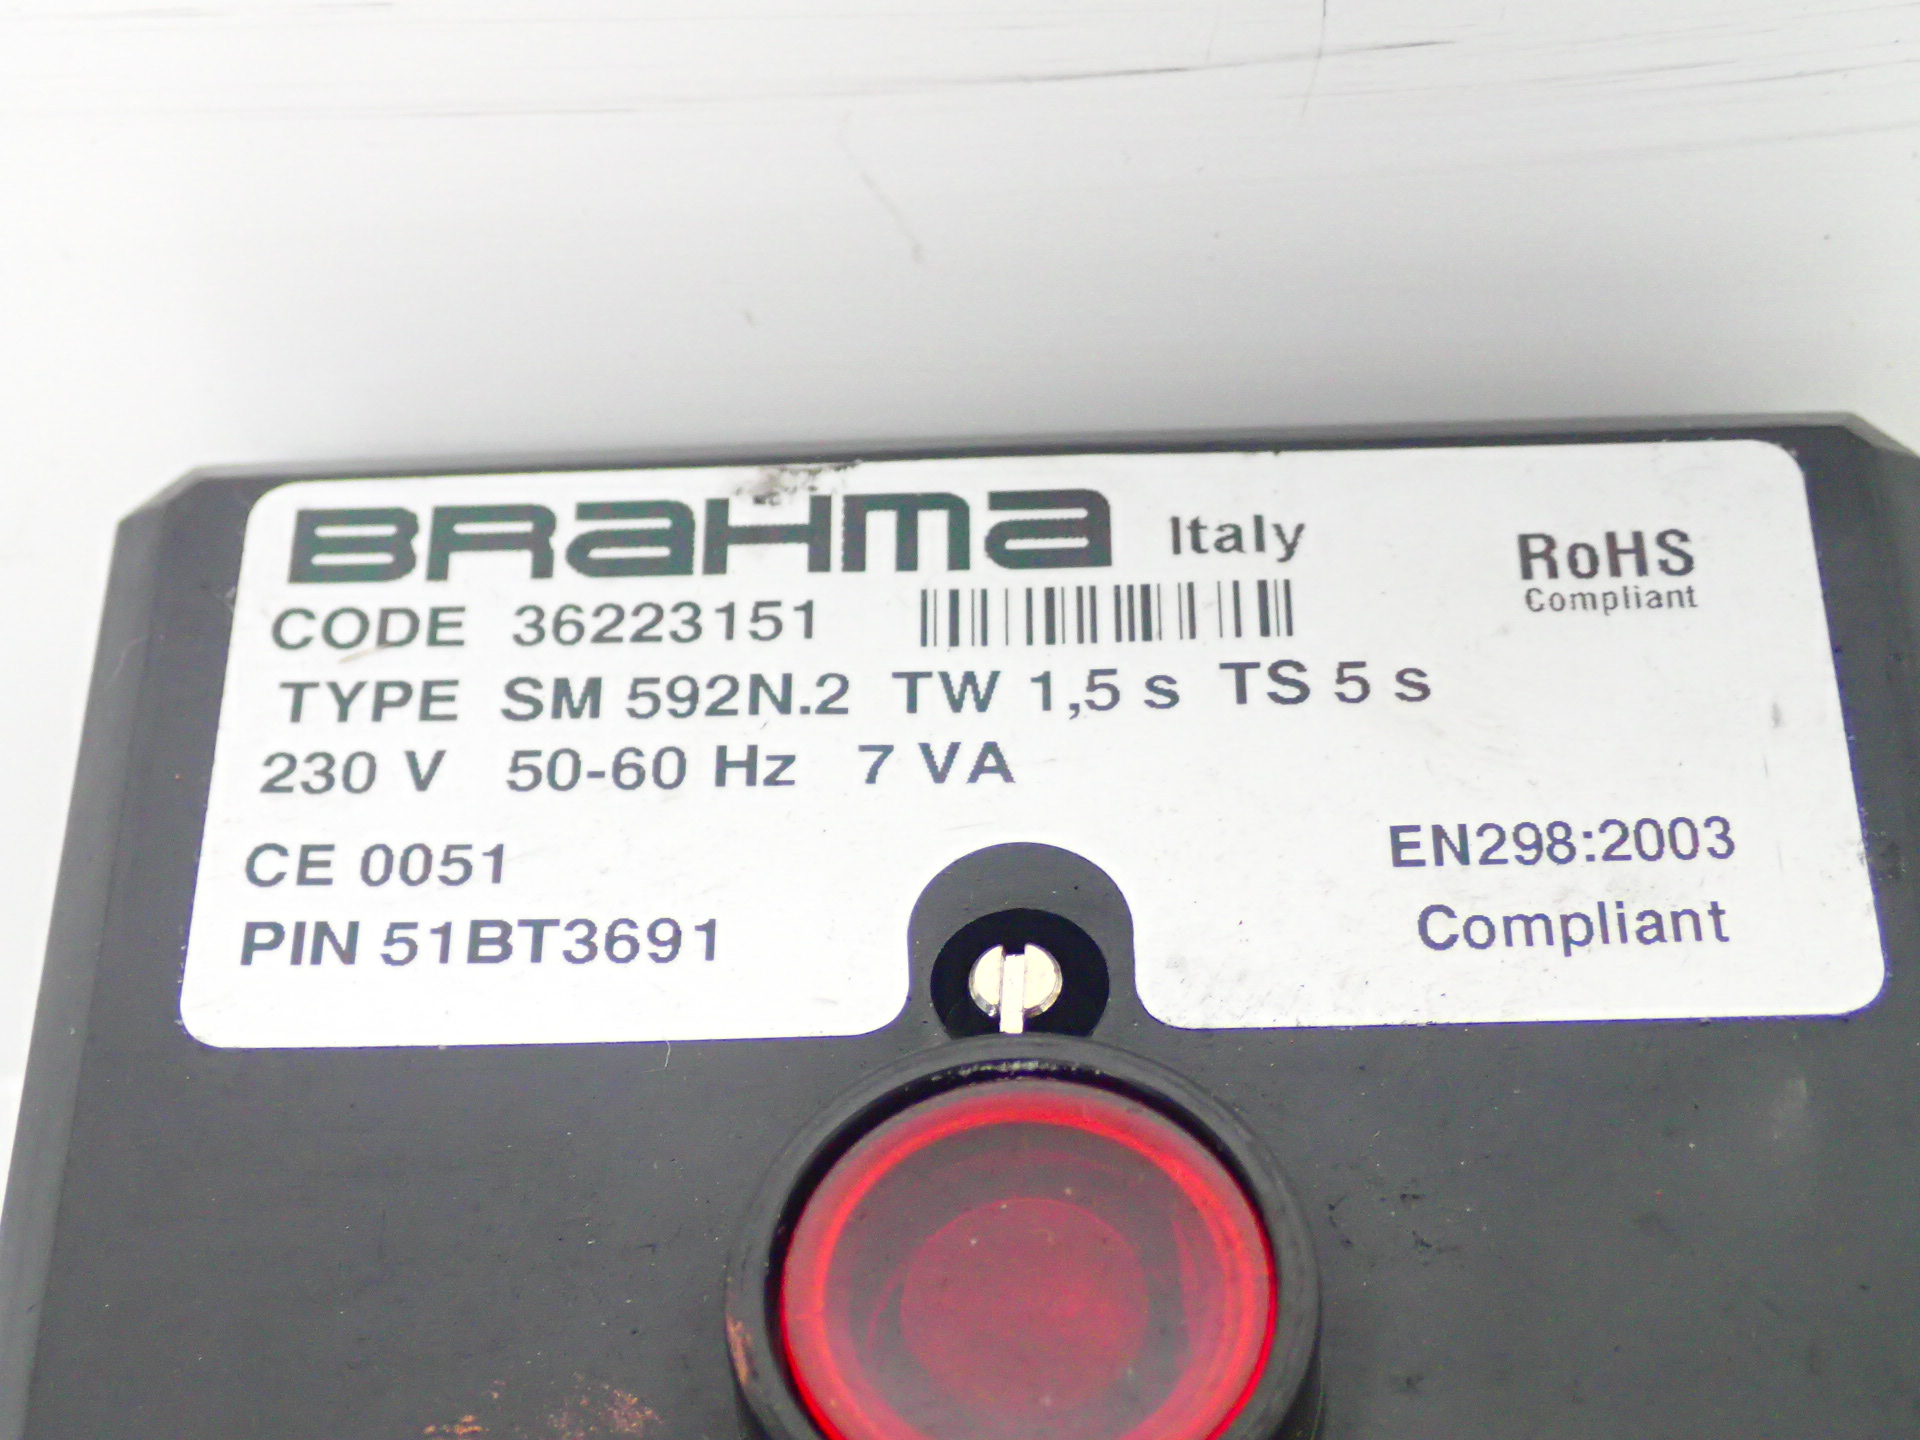 BRAHMA Italy
RoHS
Compliant
CODE 36223151
TYPE SM 592N.2 TW 1,5 s TS 5 s
230 V 50-60 Hz 7 VA
CE 0051
EN298:2003
PIN 51BT3691
Compliant